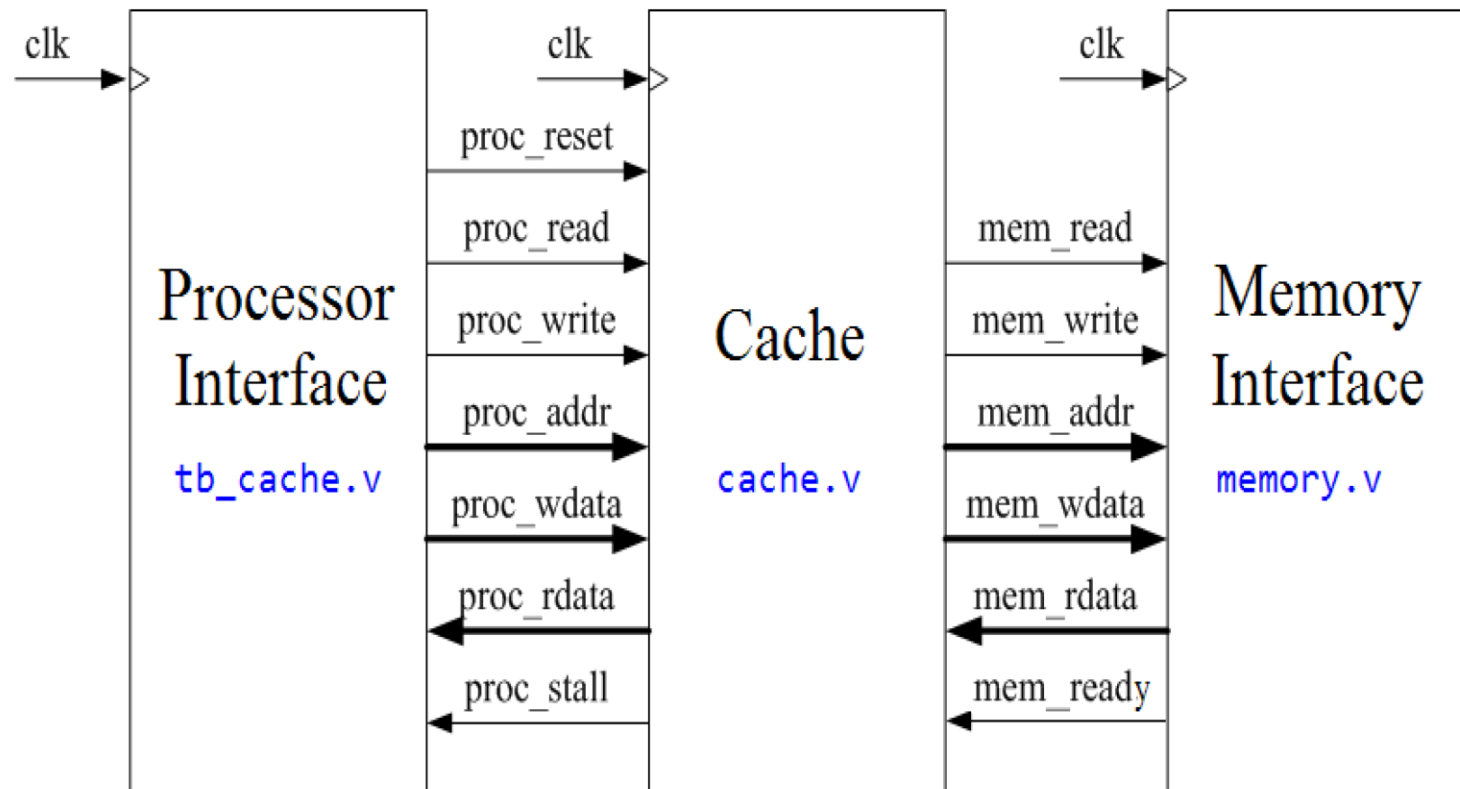 clk
clk
clk
proc_reset
proc_read
mem_read
Processor
Interface
proc_write
Cache
mem_write
Memory
Interface
proc_addr
mem_addr
tb_cache.v
cache.v
memory.v
proc_wdata
mem_wdata
proc_rdata
mem_rdata
proc_stall
mem_ready